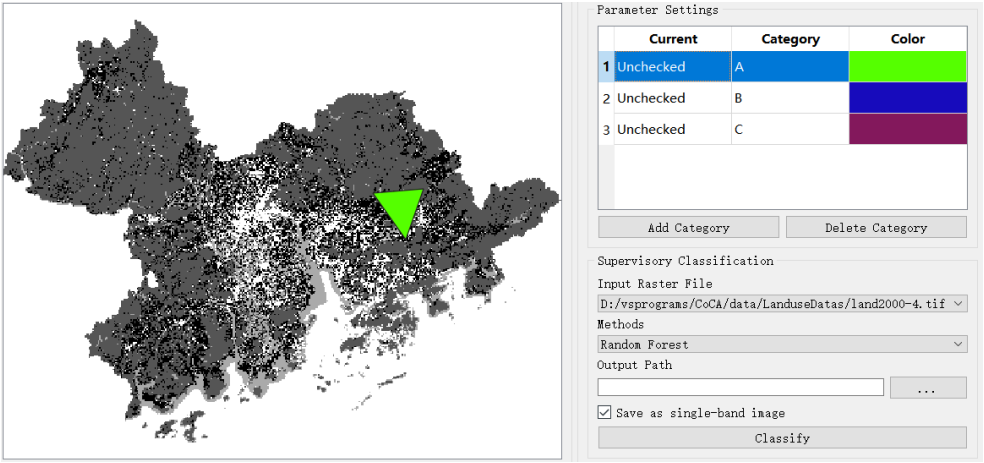 Parameter Settings
Current Category Color
1 Unchecked A
2 Unchecked B
3 Unchecked C
Add Category Delete Category
Supervisory Classification
Input Raster File
D:/vsprograms/CoCA/data/LanduseDatas/land2000-4.tif
Methods
Random Forest
Output Path
...
Save as single-band image
Classify